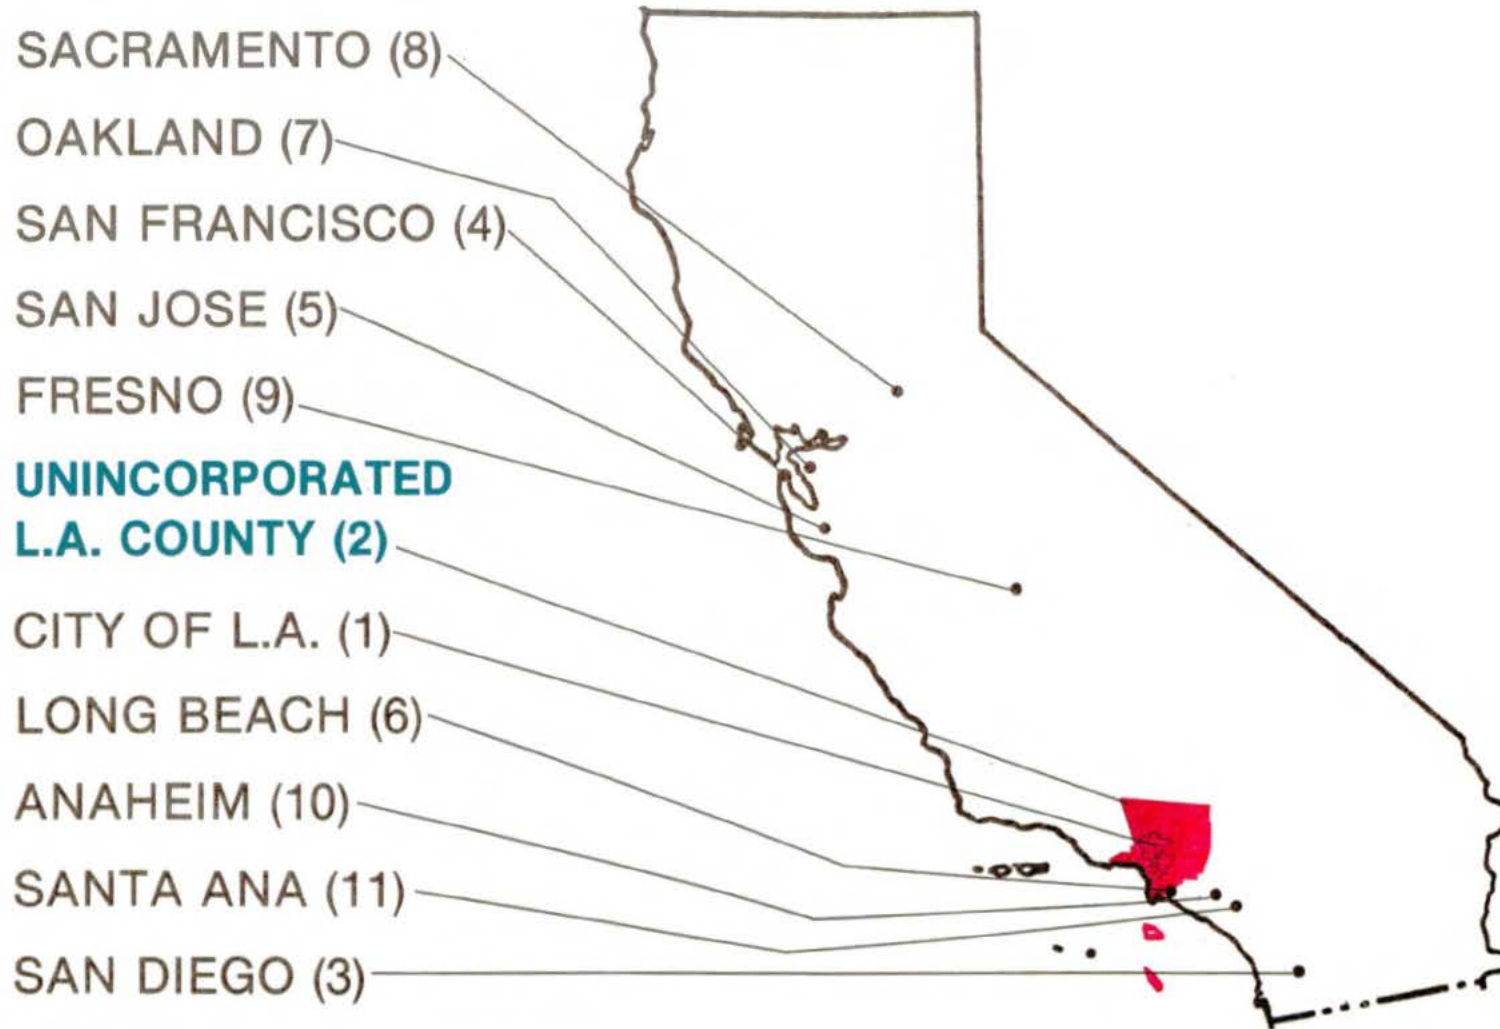 SACRAMENTO (8)
OAKLAND (7)
SAN FRANCISCO (4)
SAN JOSE (5)
FRESNO (9)
UNINCORPORATED
L.A. COUNTY (2)
CITY OF L.A. (1)
LONG BEACH (6)
ANAHEIM (10)
SANTA ANA (11)
SAN DIEGO (3)